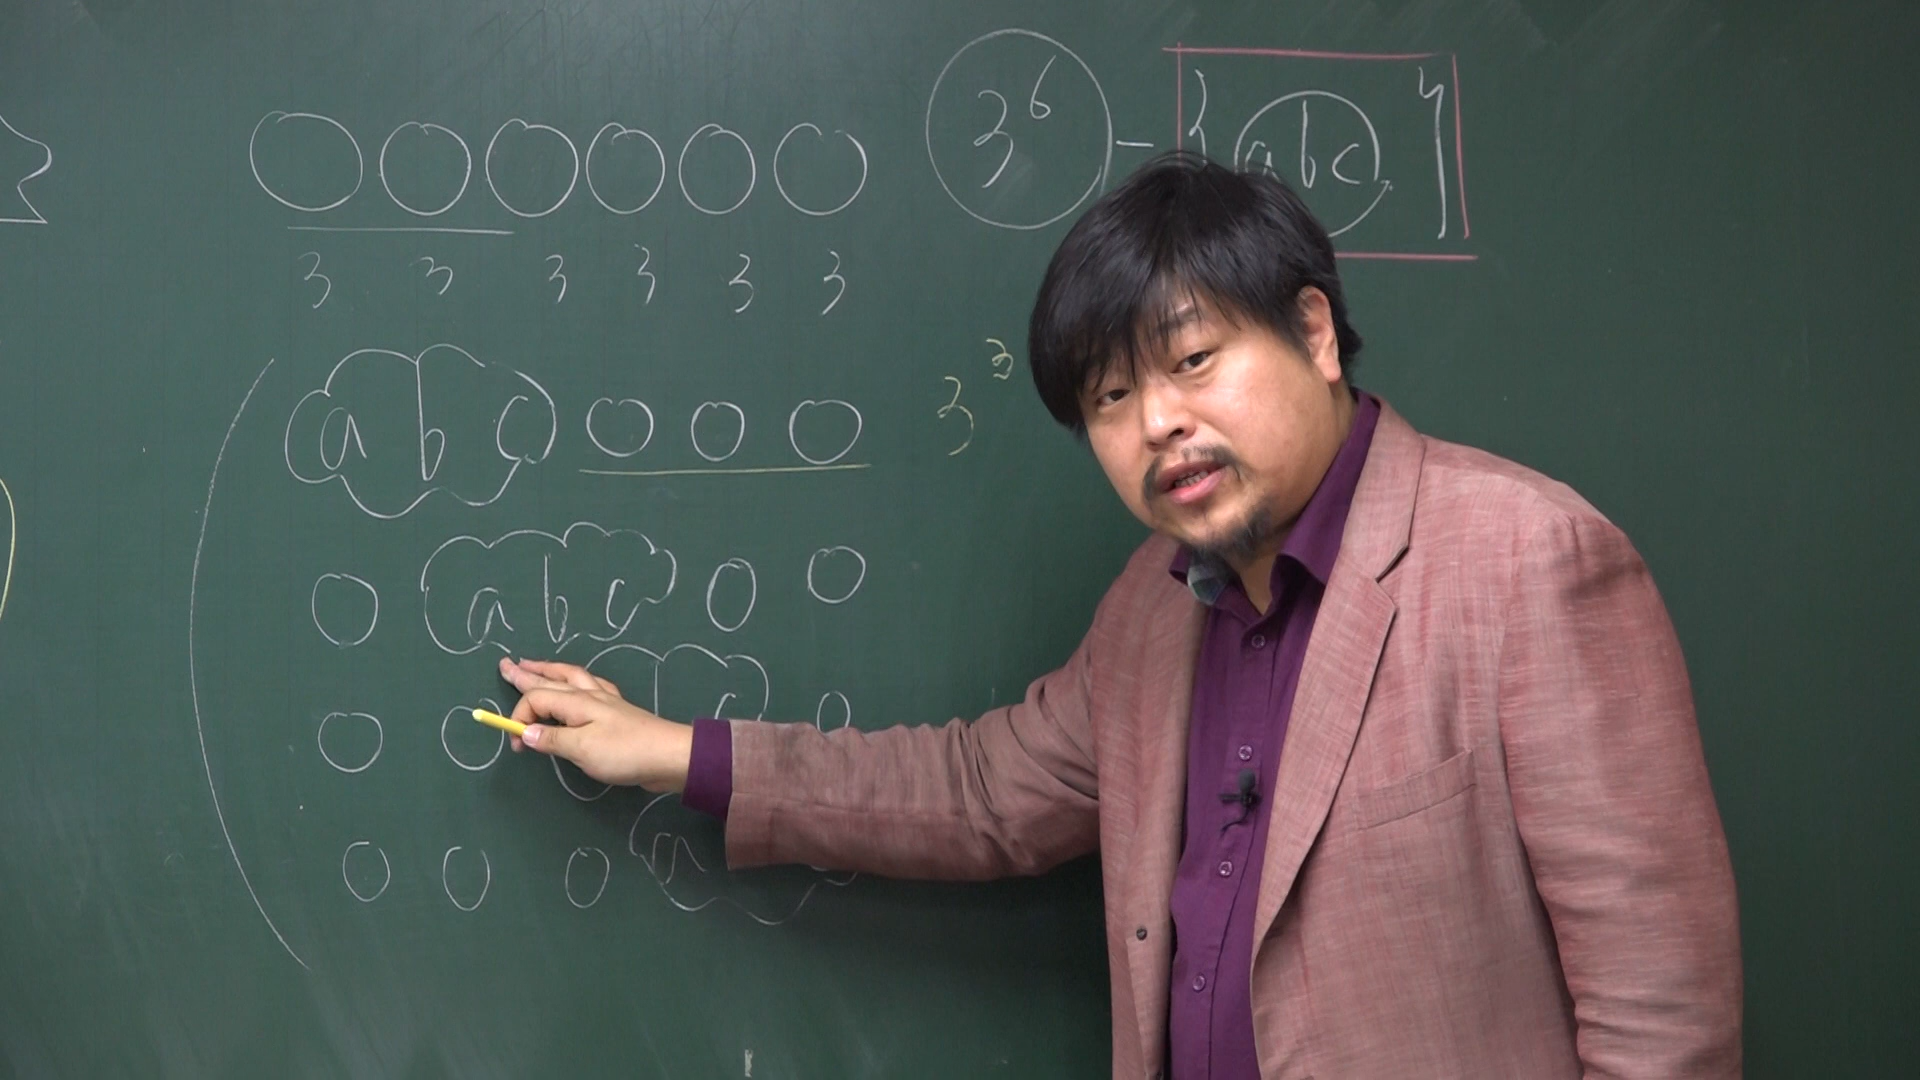 3⁶ - { abc }
3 3 3 3 3 3
a b c 3³
a b c
c
a